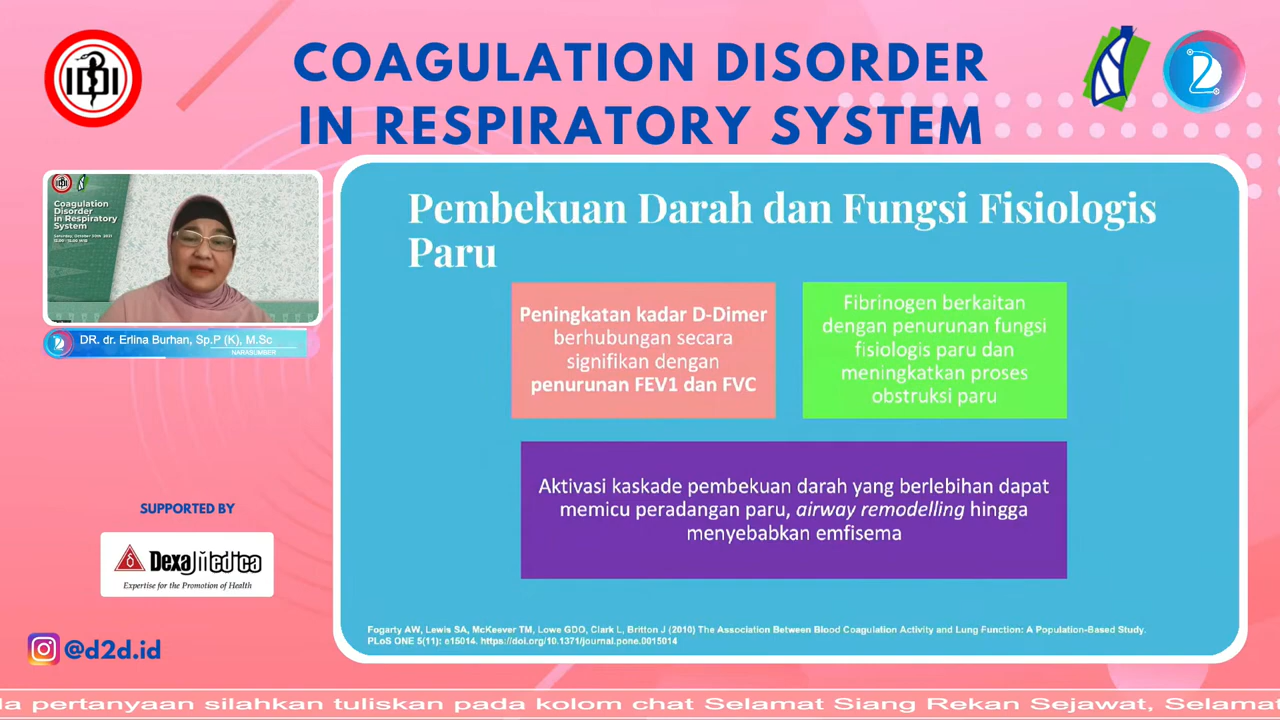 IDI
COAGULATION DISORDER
IN RESPIRATORY SYSTEM
Coagulation
Disorder
in Respiratory
System
Saturday, October 30th 2021
DR. dr. Erlina Burhan, Sp.P (K), M.Sc
NARASUMBER
Pembekuan Darah dan Fungsi Fisiologis
Paru
Peningkatan kadar D-Dimer
berhubungan secara
signifikan dengan
penurunan FEV1 dan FVC
Fibrinogen berkaitan
dengan penurunan fungsi
fisiologis paru dan
meningkatkan proses
obstruksi paru
Aktivasi kaskade pembekuan darah yang berlebihan dapat
memicu peradangan paru, airway remodelling hingga
menyebabkan emfisema
Fogarty AW, Lewis SA, McKeever TM, Lowe GDO, Clark L, Britton J (2010) The Association Between Blood Coagulation Activity and Lung Function: A Population-Based Study.
PLoS ONE 5(11): e15014. https://doi.org/10.1371/journal.pone.0015014
SUPPORTED BY
Dexa Medica
Expertise for the Promotion of Health
@d2d.id
la pertanyaan silahkan tuliskan pada kolom chat Selamat Siang Rekan Sejawat, Selama